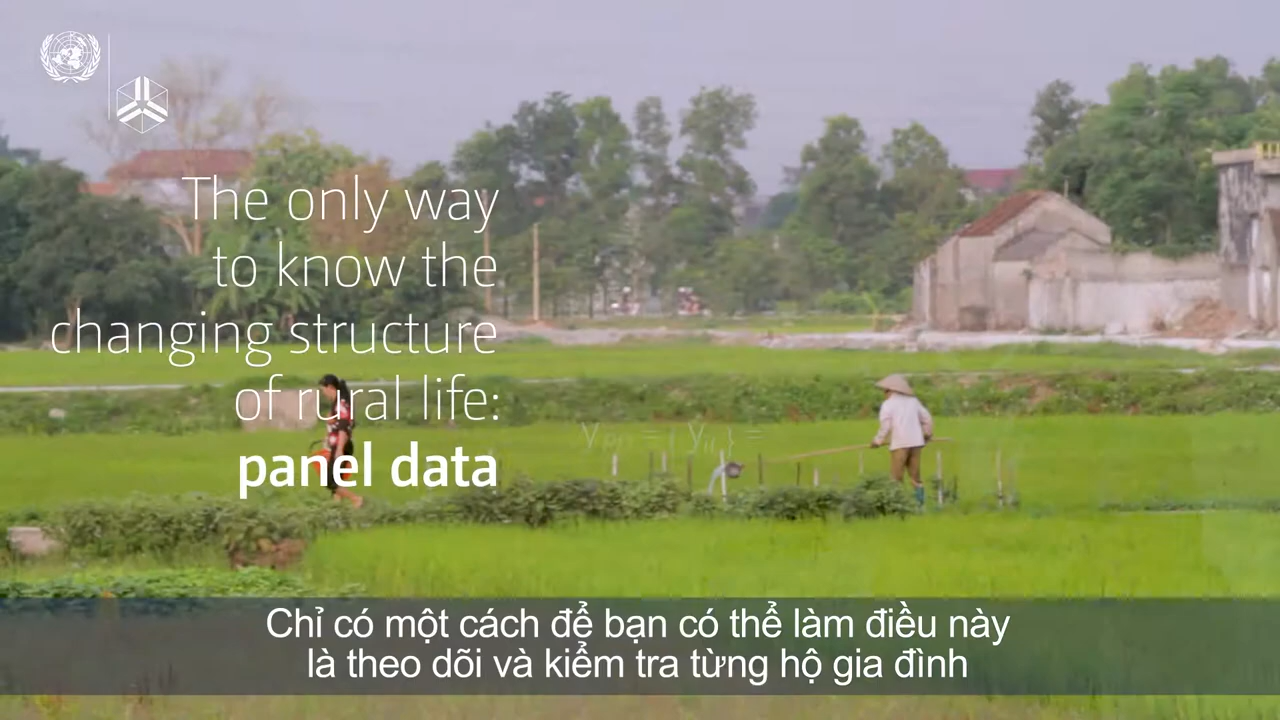 The only way
to know the
changing structure
of rural life:
panel data
Chỉ có một cách để bạn có thể làm điều này
là theo dõi và kiểm tra từng hộ gia đình